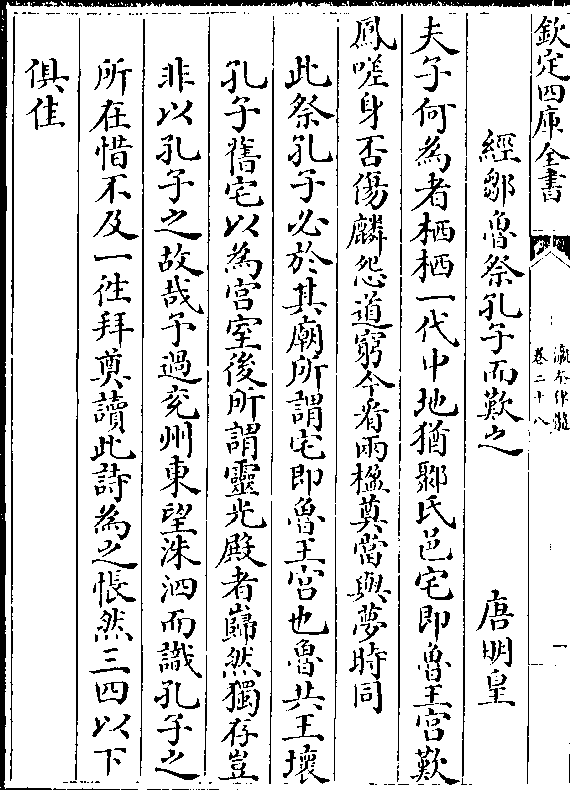 欽定四庫全書
瀛奎律髓
卷二十八
一
經鄒魯祭孔子而歎之　唐明皇
夫子何為者栖栖一代中地猶鄹氏邑宅即魯王宫歎
鳳嗟身否傷麟怨道窮今看兩楹奠當與夢時同
此祭孔子必於其廟所謂宅即魯王宫也魯共王壞
孔子舊宅以為宫室後所謂靈光殿者巋然獨存豈
非以孔子之故哉予過兖州東望洙泗而識孔子之
所在惜不及一徃拜奠讀此詩為之悵然三四以下
俱佳